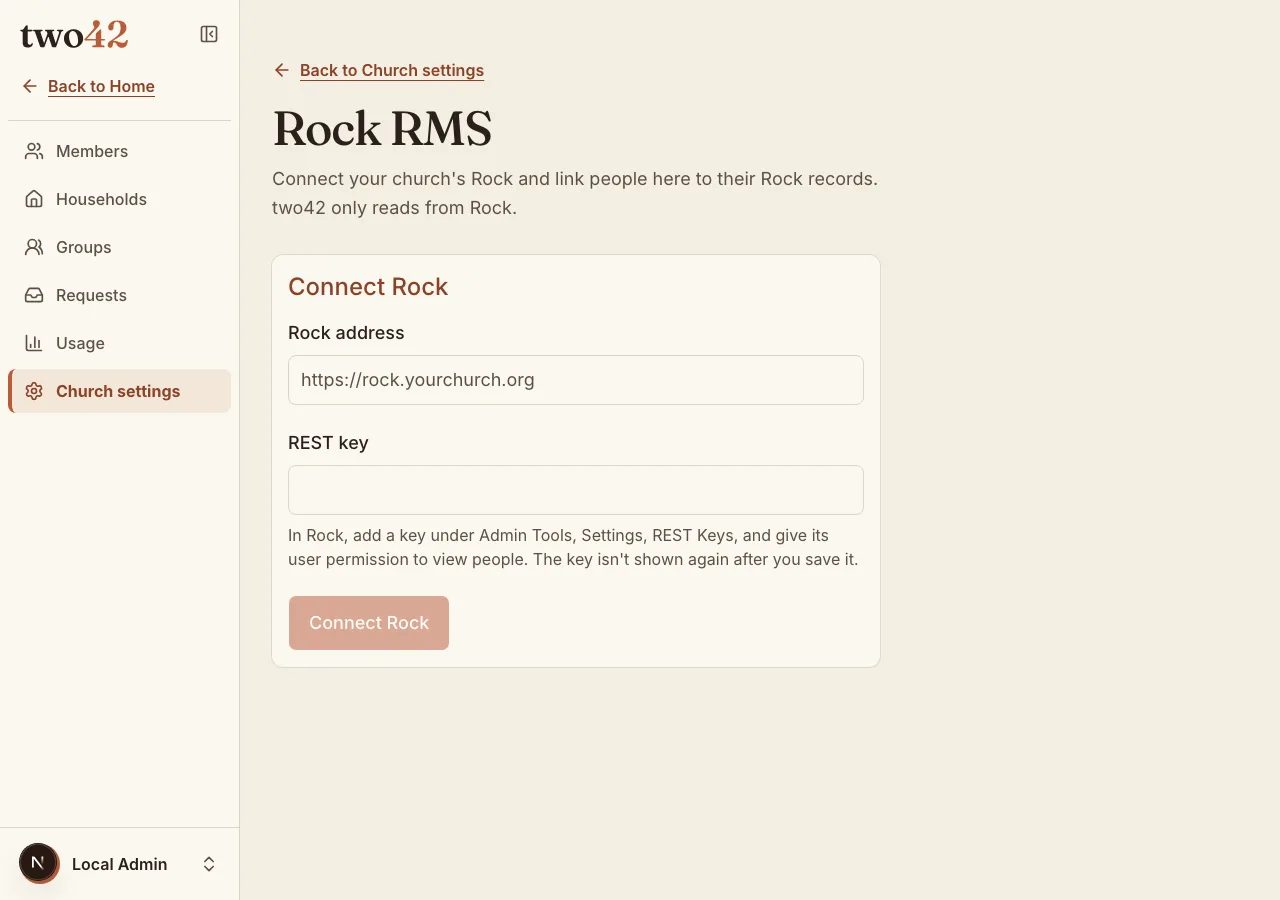 two42
Back to Home
Members
Households
Groups
Requests
Usage
Church settings
N
Local Admin
Back to Church settings
Rock RMS
Connect your church's Rock and link people here to their Rock records.
two42 only reads from Rock.
Connect Rock
Rock address
https://rock.yourchurch.org
REST key
In Rock, add a key under Admin Tools, Settings, REST Keys, and give its
user permission to view people. The key isn't shown again after you save it.
Connect Rock